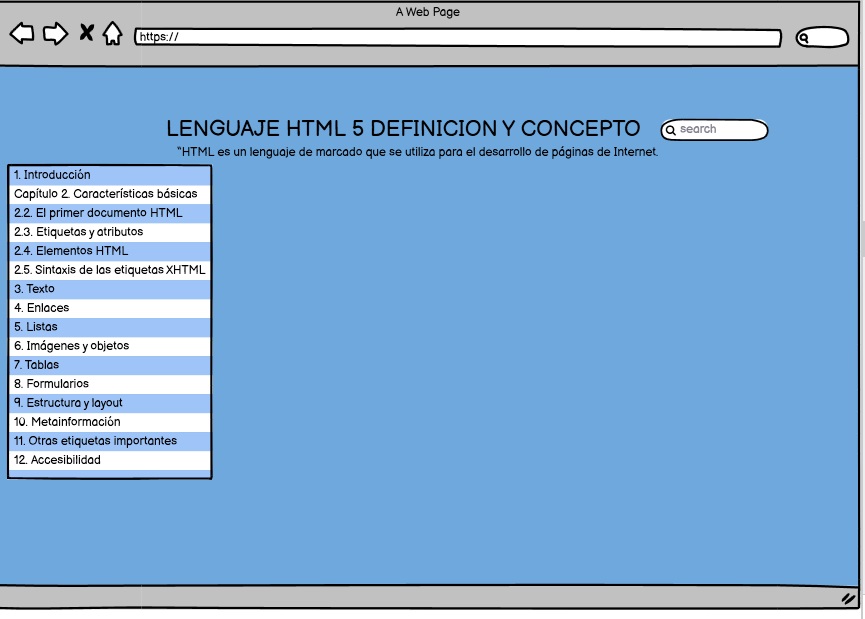 A Web Page
https://
LENGUAJE HTML 5 DEFINICION Y CONCEPTO
search
"HTML es un lenguaje de marcado que se utiliza para el desarrollo de páginas de Internet.
1. Introducción
Capítulo 2. Características básicas
2.2. El primer documento HTML
2.3. Etiquetas y atributos
2.4. Elementos HTML
2.5. Sintaxis de las etiquetas XHTML
3. Texto
4. Enlaces
5. Listas
6. Imágenes y objetos
7. Tablas
8. Formularios
9. Estructura y layout
10. Metainformación
11. Otras etiquetas importantes
12. Accesibilidad